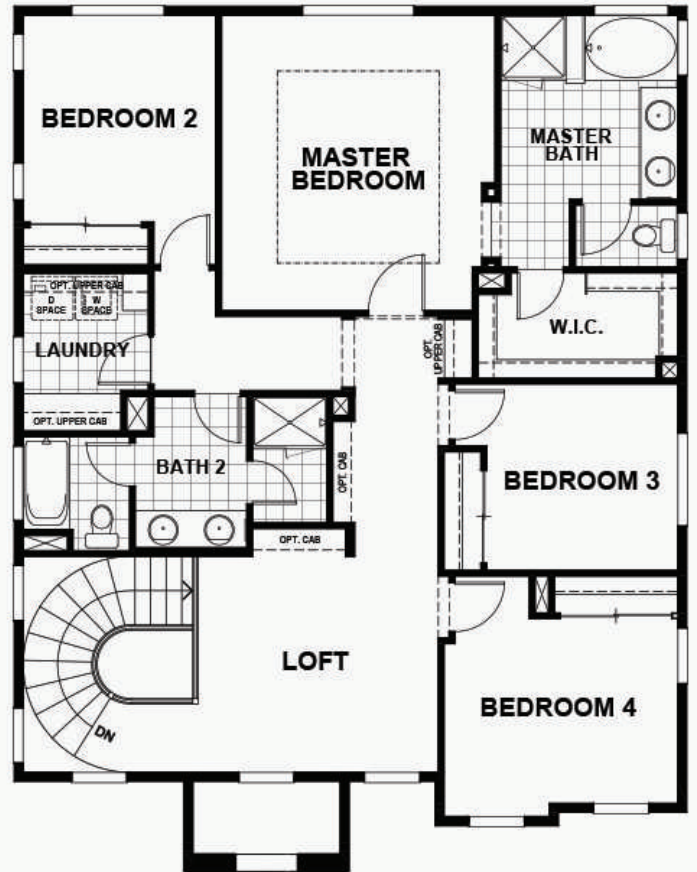 BEDROOM 2
MASTER
BEDROOM
MASTER
BATH
OPT. UPPER CAB
D
SPACE
W
SPACE
LAUNDRY
OPT. UPPER CAB
OPT.
UPPER CAB
W.I.C.
BATH 2
OPT. CAB
OPT. CAB
BEDROOM 3
LOFT
BEDROOM 4
DN